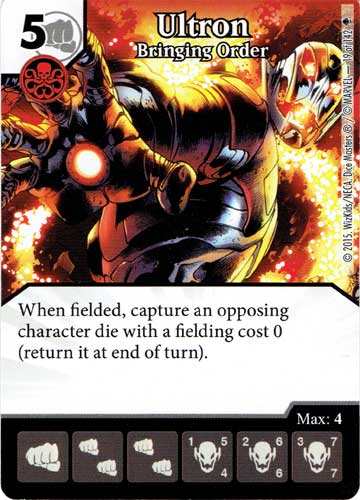 5
Ultron
Bringing Order
© 2015, WizKids/NECA, Dice Masters ® / © MARVEL
When fielded, capture an opposing
character die with a fielding cost 0
(return it at end of turn).
Max: 4
1 5 4
2 6 6
3 7 7